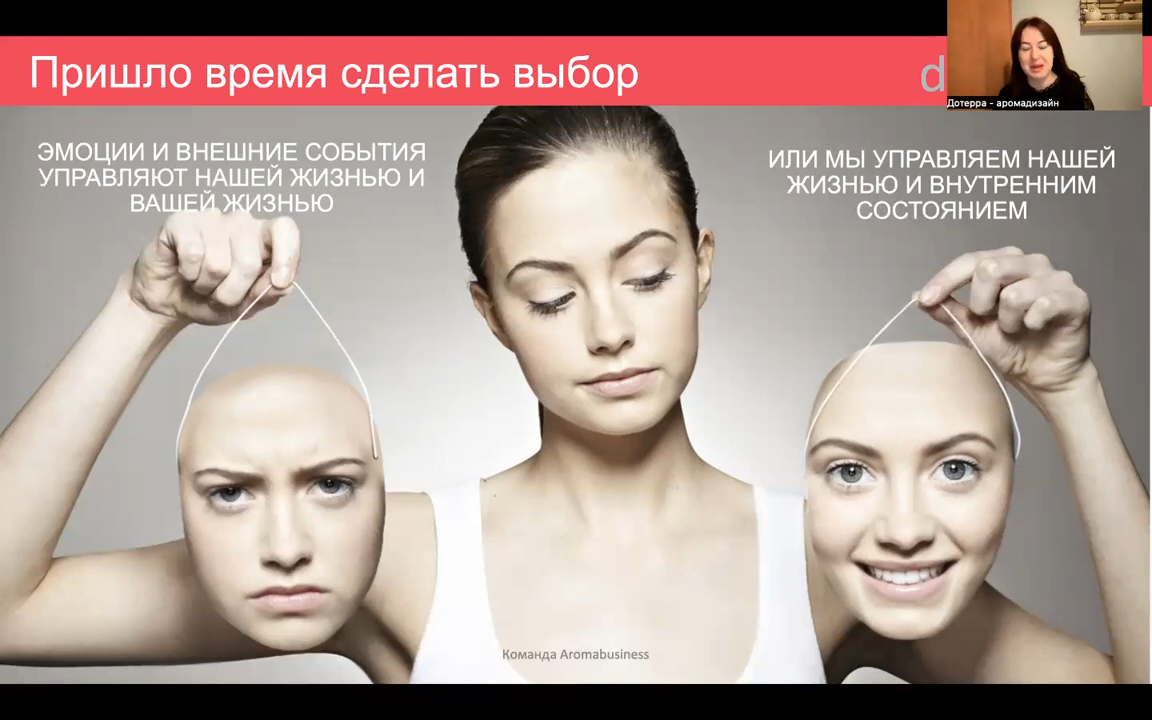 Пришло время сделать выбор
d
Дотерра - аромадизайн
ЭМОЦИИ И ВНЕШНИЕ СОБЫТИЯ
УПРАВЛЯЮТ НАШЕЙ ЖИЗНЬЮ И
ВАШЕЙ ЖИЗНЬЮ
ИЛИ МЫ УПРАВЛЯЕМ НАШЕЙ
ЖИЗНЬЮ И ВНУТРЕННИМ
СОСТОЯНИЕМ
Команда Aromabusiness